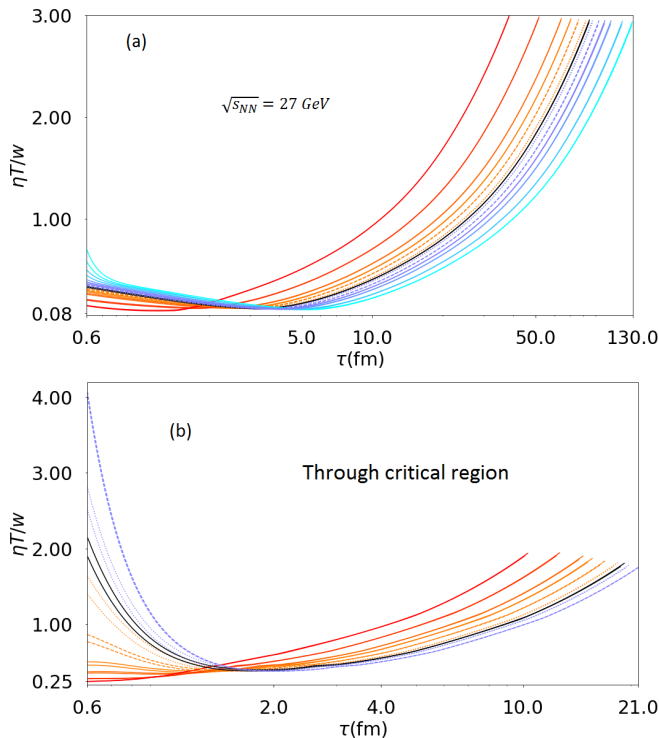 3.00
(a)
√s_NN = 27 GeV
2.00
ηT/w
1.00
0.08
0.6 5.0 10.0 50.0 130.0
τ(fm)
4.00
(b)
Through critical region
3.00
ηT/w
2.00
1.00
0.25
0.6 2.0 4.0 10.0 21.0
τ(fm)